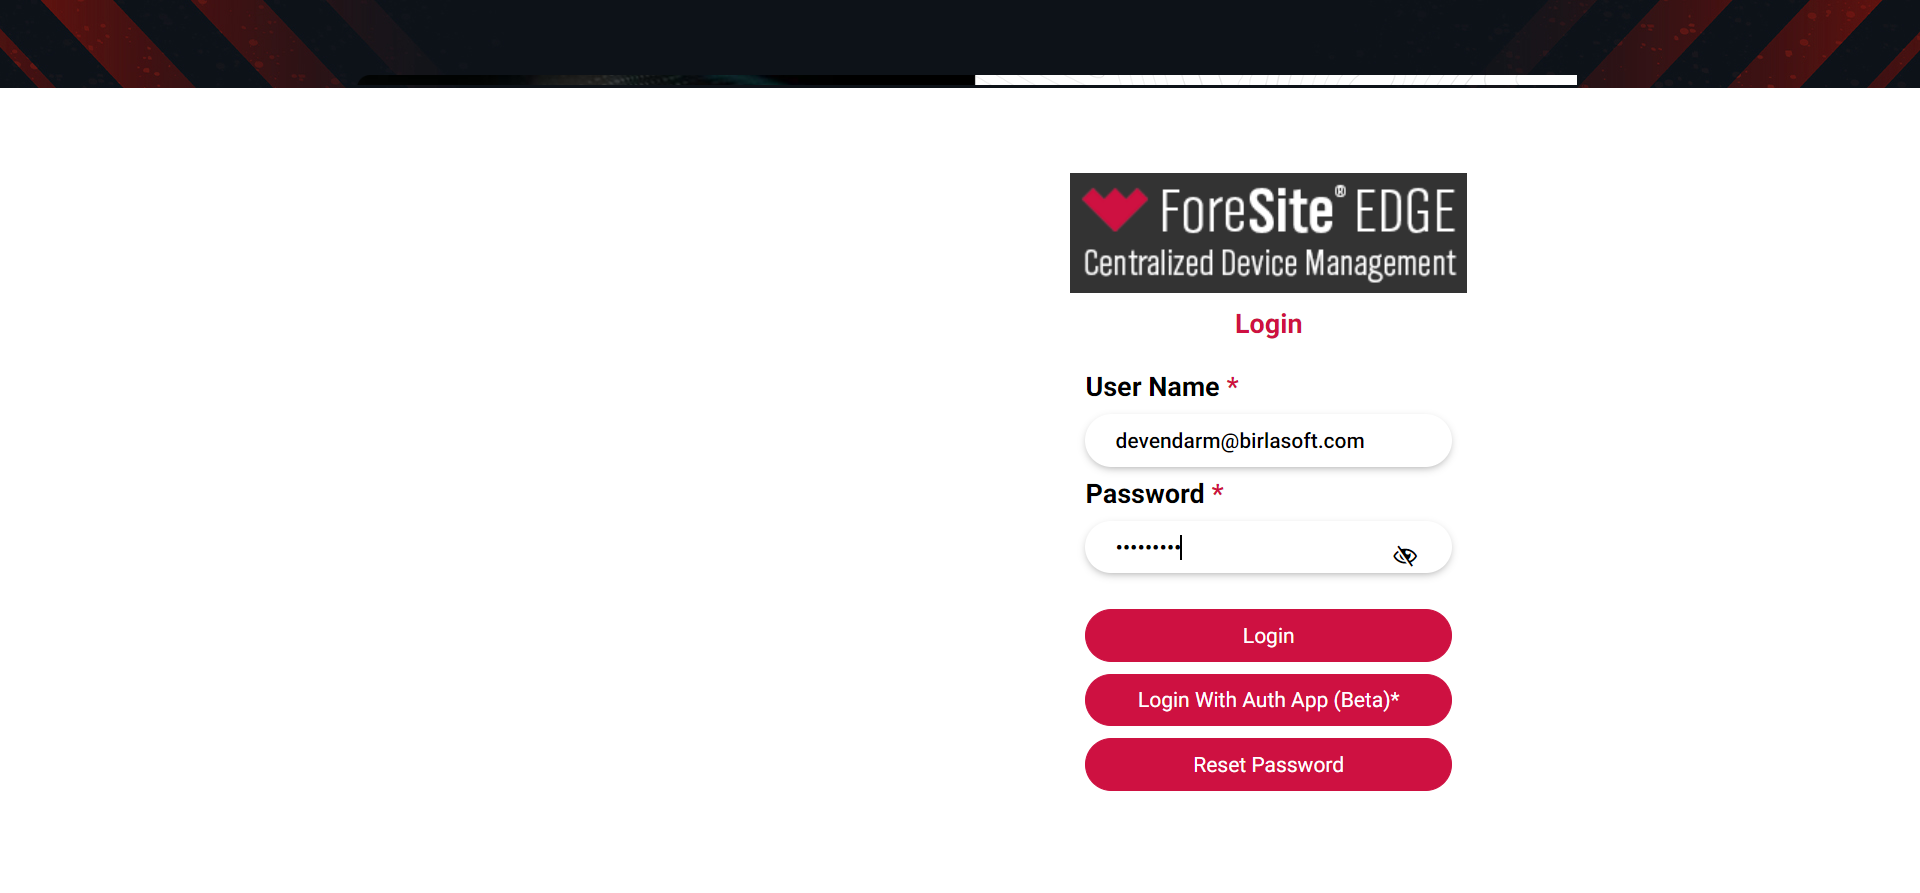 ForeSite® EDGE
Centralized Device Management
Login
User Name *
devendarm@birlasoft.com
Password *
•••••••••
Login
Login With Auth App (Beta)*
Reset Password